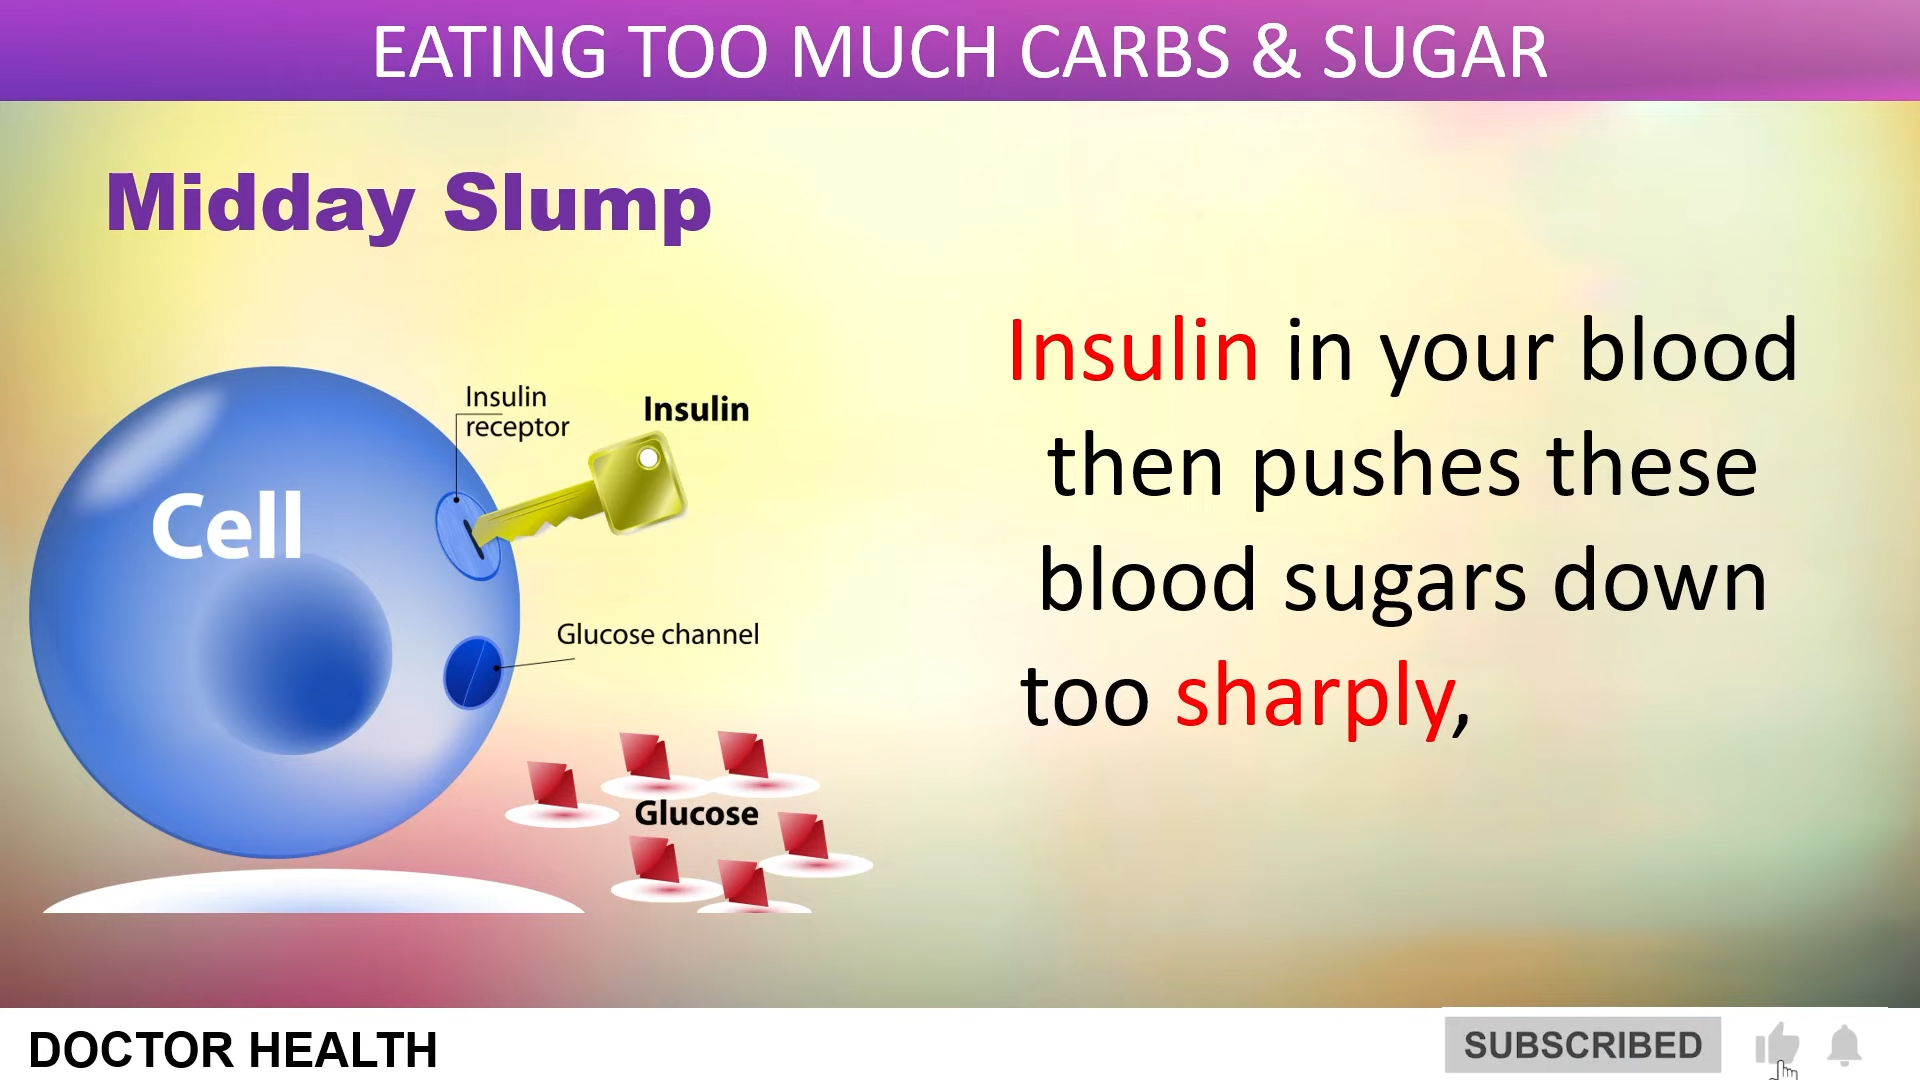 EATING TOO MUCH CARBS & SUGAR
Midday Slump
Insulin
receptor
Insulin
Cell
Glucose channel
Glucose
Insulin in your blood
then pushes these
blood sugars down
too sharply,
DOCTOR HEALTH
SUBSCRIBED